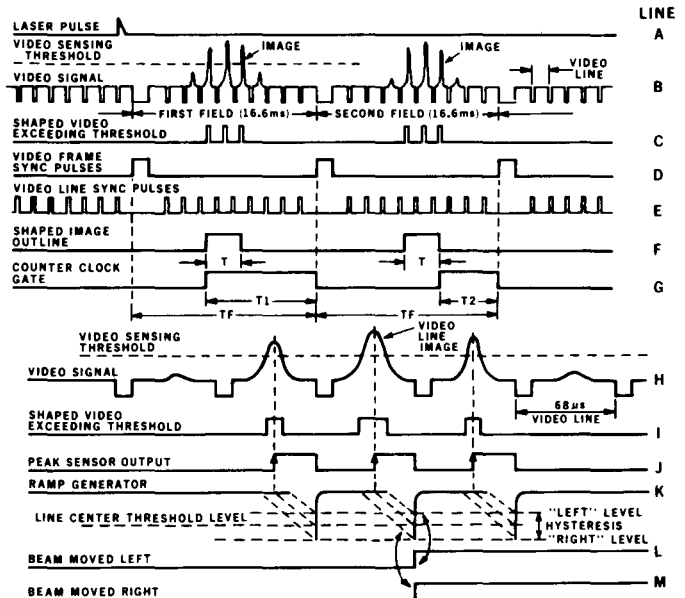 LINE
LASER PULSE A
VIDEO SENSING THRESHOLD
IMAGE
IMAGE
VIDEO LINE
VIDEO SIGNAL B
FIRST FIELD (16.6ms) SECOND FIELD (16.6ms)
SHAPED VIDEO EXCEEDING THRESHOLD C
VIDEO FRAME SYNC PULSES D
VIDEO LINE SYNC PULSES E
SHAPED IMAGE OUTLINE F
T T
COUNTER CLOCK GATE G
T1 T2
TF TF
VIDEO SENSING THRESHOLD
VIDEO LINE IMAGE
VIDEO SIGNAL H
68µs
VIDEO LINE
SHAPED VIDEO EXCEEDING THRESHOLD I
PEAK SENSOR OUTPUT J
RAMP GENERATOR K
LINE CENTER THRESHOLD LEVEL
"LEFT" LEVEL
HYSTERESIS
"RIGHT" LEVEL
BEAM MOVED LEFT L
BEAM MOVED RIGHT M